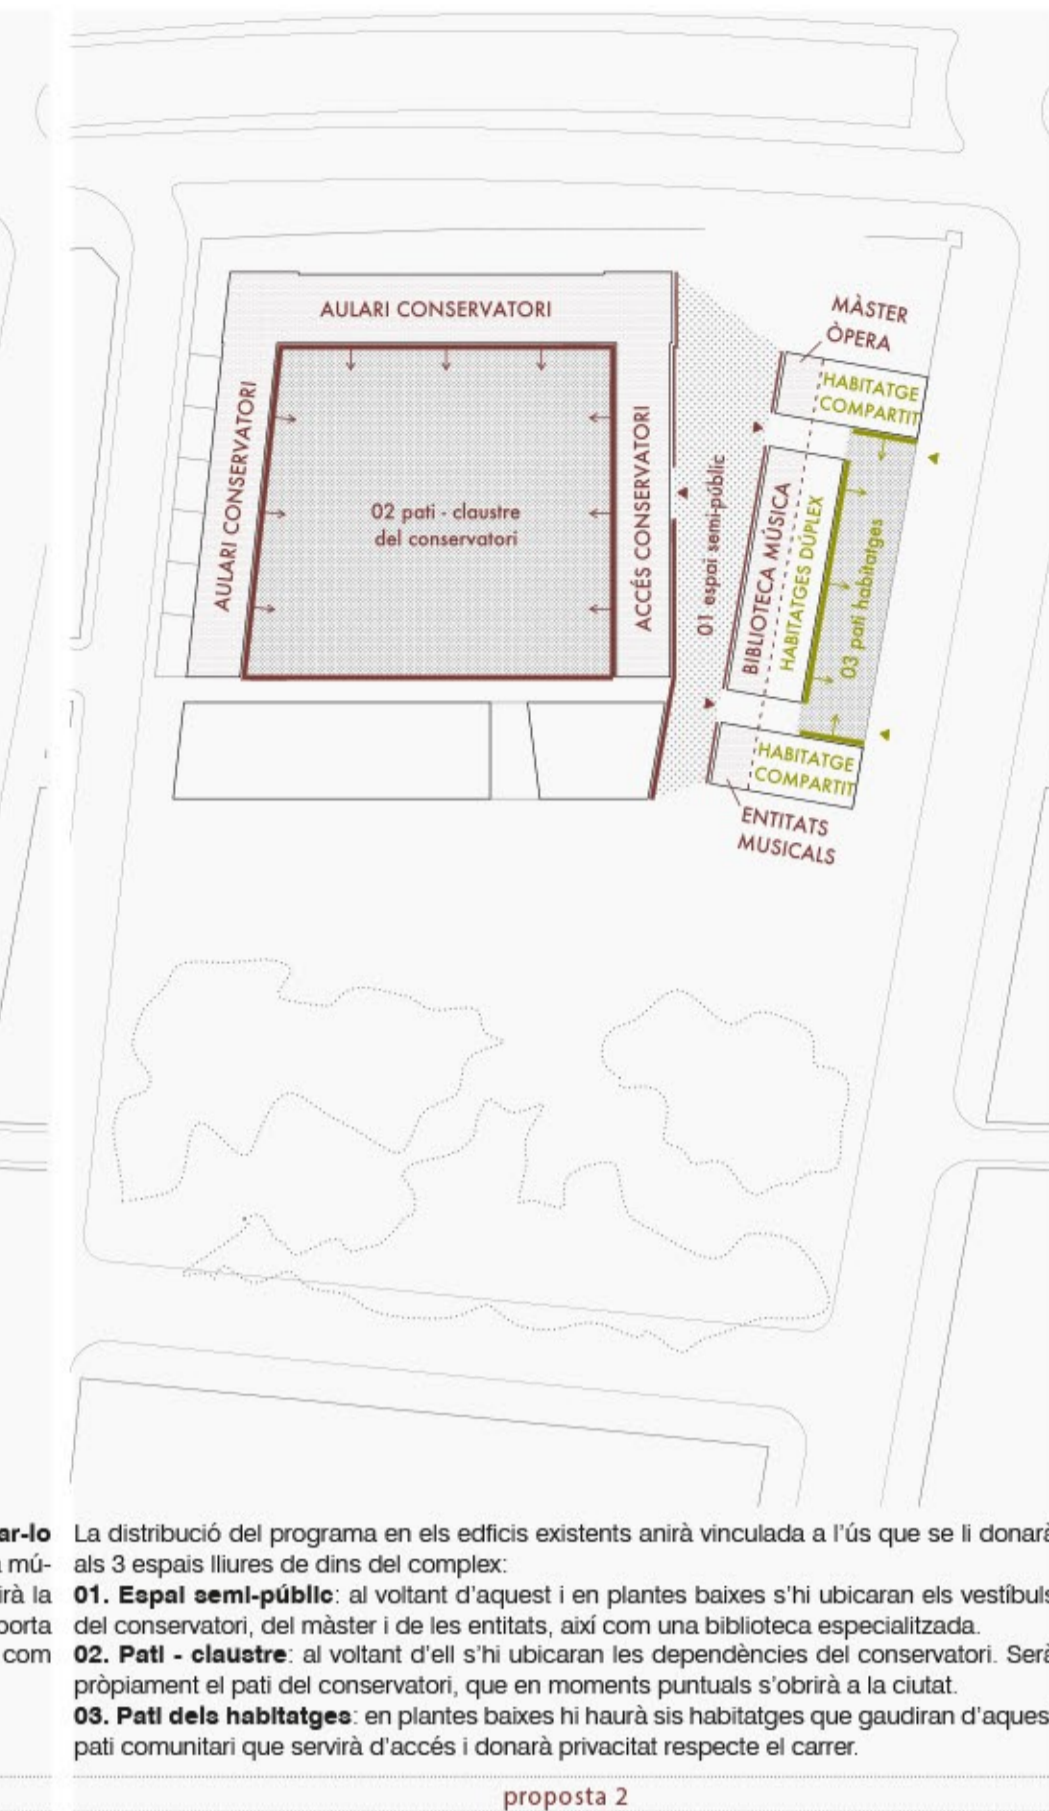 AULARI CONSERVATORI
MÀSTER
ÒPERA
HABITATGE
COMPARTIT
AULARI CONSERVATORI
02 pati - claustre
del conservatori
ACCÉS CONSERVATORI
01 espai semi-públic
BIBLIOTECA MÚSICA
HABITATGES DÚPLEX
03 pati habitatges
HABITATGE
COMPARTIT
ENTITATS
MUSICALS
ar-lo
a mú-
irà la
porta
com
La distribució del programa en els edficis existents anirà vinculada a l'ús que se li donarà
als 3 espais lliures de dins del complex:
01. Espai semi-públic: al voltant d'aquest i en plantes baixes s'hi ubicaran els vestíbuls
del conservatori, del màster i de les entitats, així com una biblioteca especialitzada.
02. Pati - claustre: al voltant d'ell s'hi ubicaran les dependències del conservatori. Serà
pròpiament el pati del conservatori, que en moments puntuals s'obrirà a la ciutat.
03. Pati dels habitatges: en plantes baixes hi haurà sis habitatges que gaudiran d'aques
pati comunitari que servirà d'accés i donarà privacitat respecte el carrer.
proposta 2